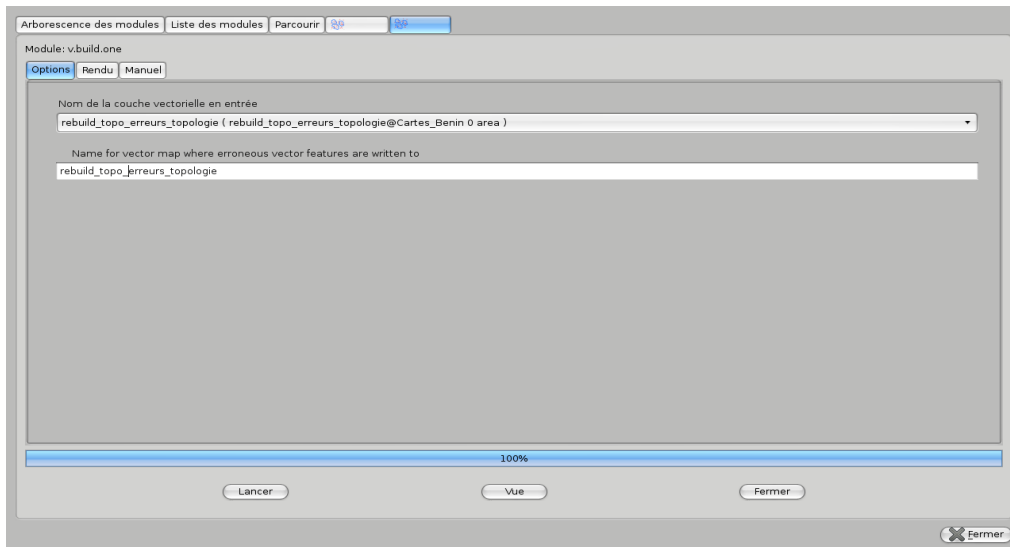 Arborescence des modules Liste des modules Parcourir
Module: v.build.one
Options Rendu Manuel
Nom de la couche vectorielle en entrée
rebuild_topo_erreurs_topologie ( rebuild_topo_erreurs_topologie@Cartes_Benin 0 area )
Name for vector map where erroneous vector features are written to
rebuild_topo_erreurs_topologie
100%
Lancer Vue Fermer
Fermer